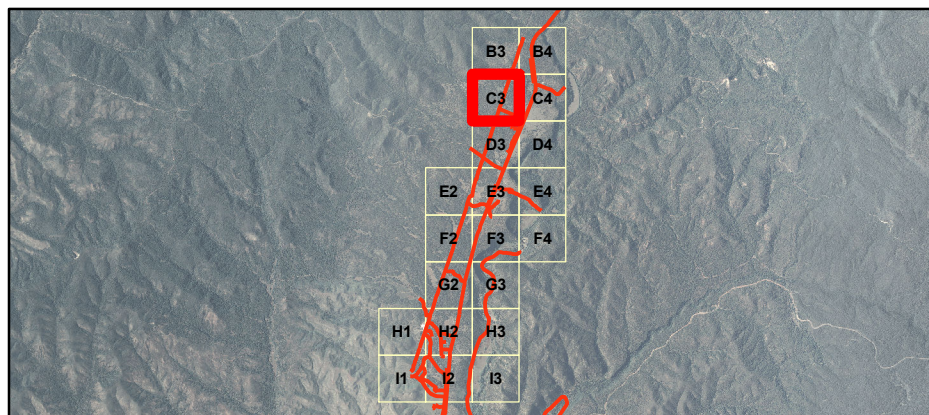 B3 B4
C3 C4
D3 D4
E2 E3 E4
F2 F3 F4
G2 G3
H1 H2 H3
I1 I2 I3